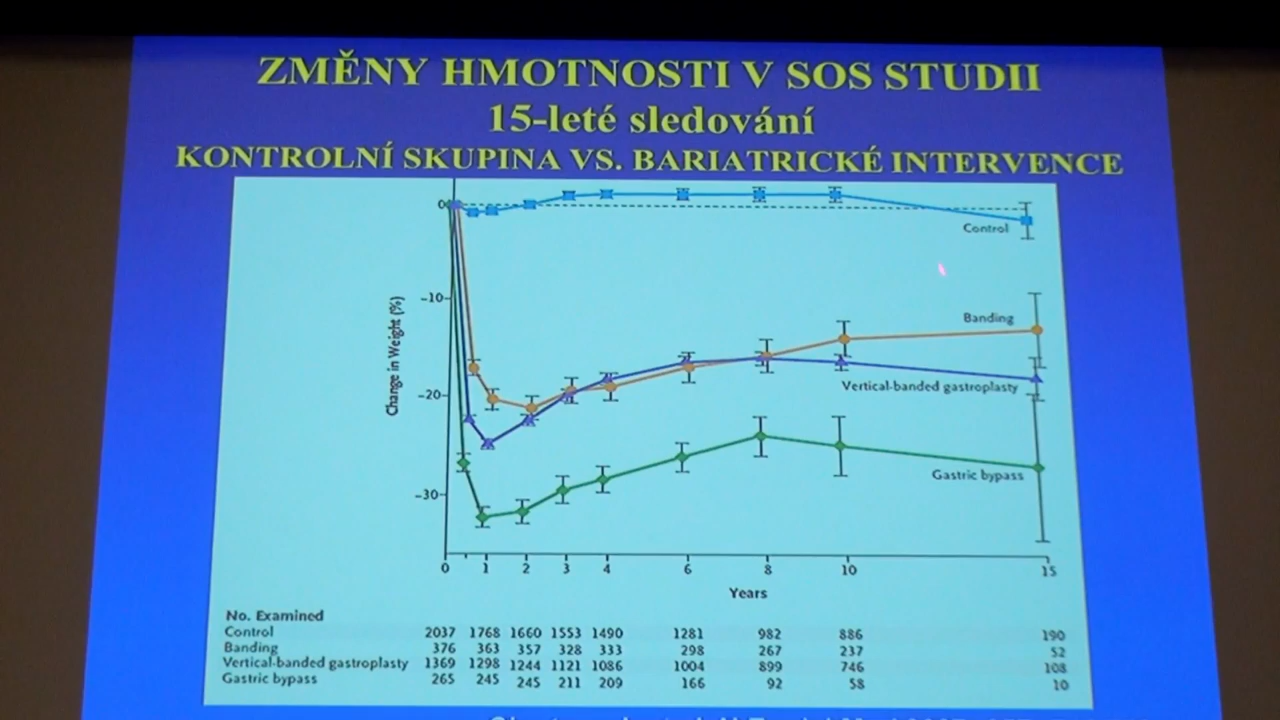 ZMĚNY HMOTNOSTI V SOS STUDII
15-leté sledování
KONTROLNÍ SKUPINA VS. BARIATRICKÉ INTERVENCE
0
-10
-20
-30
Change in Weight (%)
Control
Banding
Vertical-banded gastroplasty
Gastric bypass
0 1 2 3 4 6 8 10 15
Years
No. Examined
Control 2037 1768 1660 1553 1490 1281 982 886 190
Banding 376 363 357 328 333 298 267 237 52
Vertical-banded gastroplasty 1369 1298 1244 1121 1086 1004 899 746 108
Gastric bypass 265 245 245 211 209 166 92 58 10